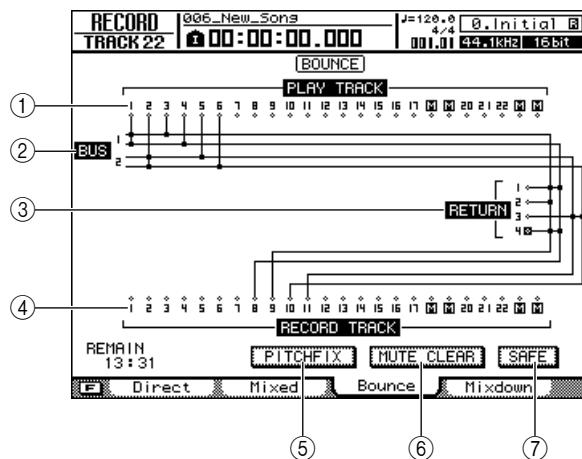 RECORD
TRACK 22
006_New_Song
I 00:00:00.000
♩=120.0
4/4
001.01
0.Initial R
44.1kHz 16bit
BOUNCE
PLAY TRACK
① 1 2 3 4 5 6 7 8 9 10 11 12 13 14 15 16 17 M M 20 21 22 M M
② BUS 1
2
③ RETURN 1
2
3
4
④ 1 2 3 4 5 6 7 8 9 10 11 12 13 14 15 16 17 M M 20 21 22 M M
RECORD TRACK
REMAIN
13:31
PITCHFIX MUTE CLEAR SAFE
F Direct Mixed Bounce Mixdown
⑤ ⑥ ⑦